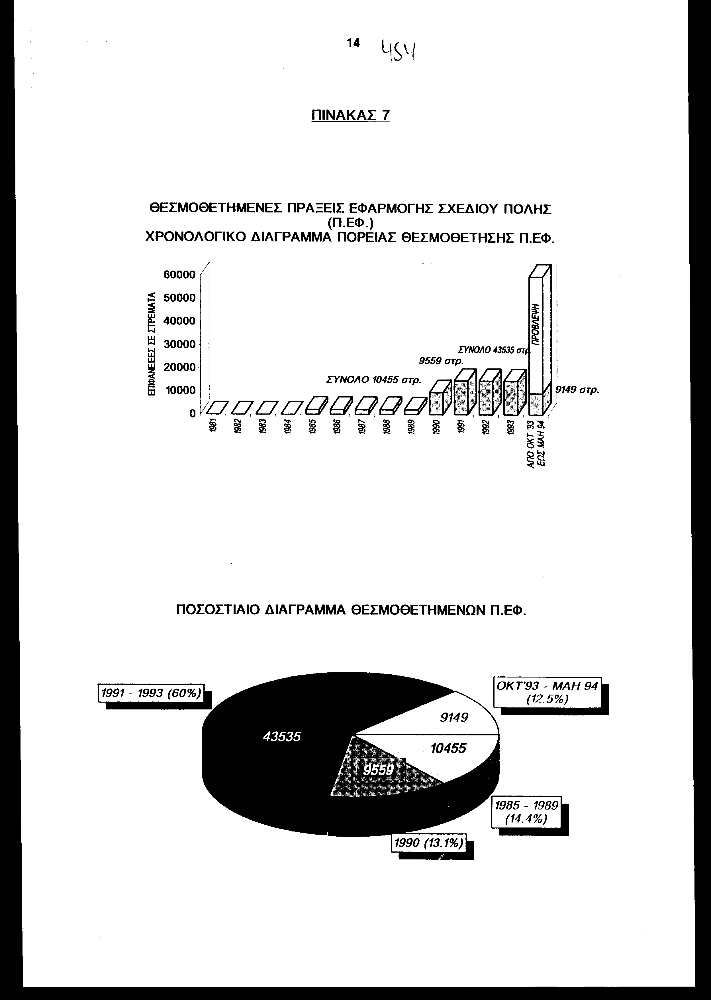 14 454
ΠΙΝΑΚΑΣ 7
ΘΕΣΜΟΘΕΤΗΜΕΝΕΣ ΠΡΑΞΕΙΣ ΕΦΑΡΜΟΓΗΣ ΣΧΕΔΙΟΥ ΠΟΛΗΣ
(Π.ΕΦ.)
ΧΡΟΝΟΛΟΓΙΚΟ ΔΙΑΓΡΑΜΜΑ ΠΟΡΕΙΑΣ ΘΕΣΜΟΘΕΤΗΣΗΣ Π.ΕΦ.
ΕΠΙΦΑΝΕΙΕΣ ΣΕ ΣΤΡΕΜΑΤΑ
60000
50000
40000
30000
20000
10000
0
ΣΥΝΟΛΟ 10455 στρ.
9559 στρ.
ΣΥΝΟΛΟ 43535 στρ.
ΠΡΟΒΛΕΨΗ
9149 στρ.
1981
1982
1983
1984
1985
1986
1987
1988
1989
1990
1991
1992
1993
ΑΠΟ ΟΚΤ '93
ΕΩΣ ΜΑΗ 94
ΠΟΣΟΣΤΙΑΙΟ ΔΙΑΓΡΑΜΜΑ ΘΕΣΜΟΘΕΤΗΜΕΝΩΝ Π.ΕΦ.
1991 - 1993 (60%)
ΟΚΤ'93 - ΜΑΗ 94
(12.5%)
9149
43535
10455
9559
1985 - 1989
(14.4%)
1990 (13.1%)